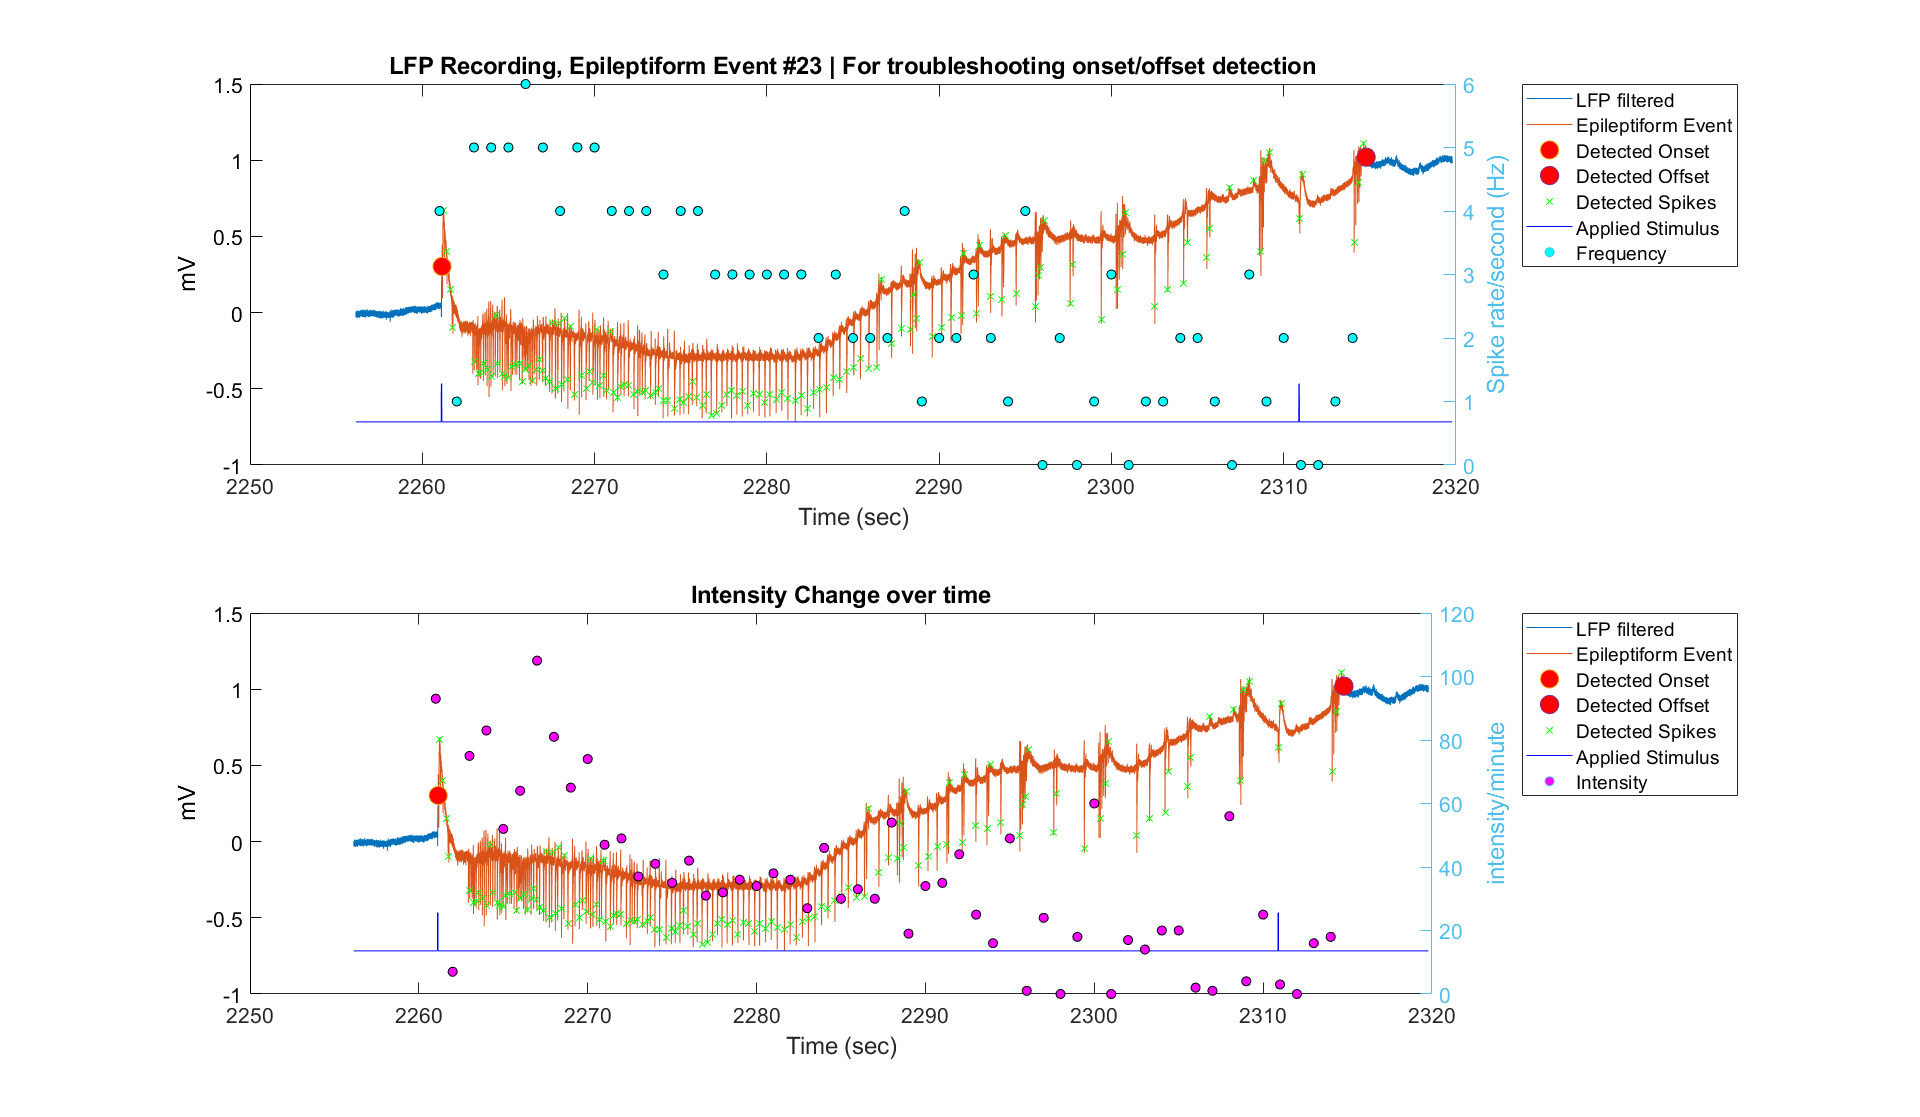 LFP Recording, Epileptiform Event #23 | For troubleshooting onset/offset detection
1.5
1
0.5
0
-0.5
-1
mV
6
5
4
3
2
1
0
Spike rate/second (Hz)
2250 2260 2270 2280 2290 2300 2310 2320
Time (sec)
LFP filtered
Epileptiform Event
Detected Onset
Detected Offset
Detected Spikes
Applied Stimulus
Frequency
Intensity Change over time
1.5
1
0.5
0
-0.5
-1
mV
120
100
80
60
40
20
0
intensity/minute
2250 2260 2270 2280 2290 2300 2310 2320
Time (sec)
LFP filtered
Epileptiform Event
Detected Onset
Detected Offset
Detected Spikes
Applied Stimulus
Intensity